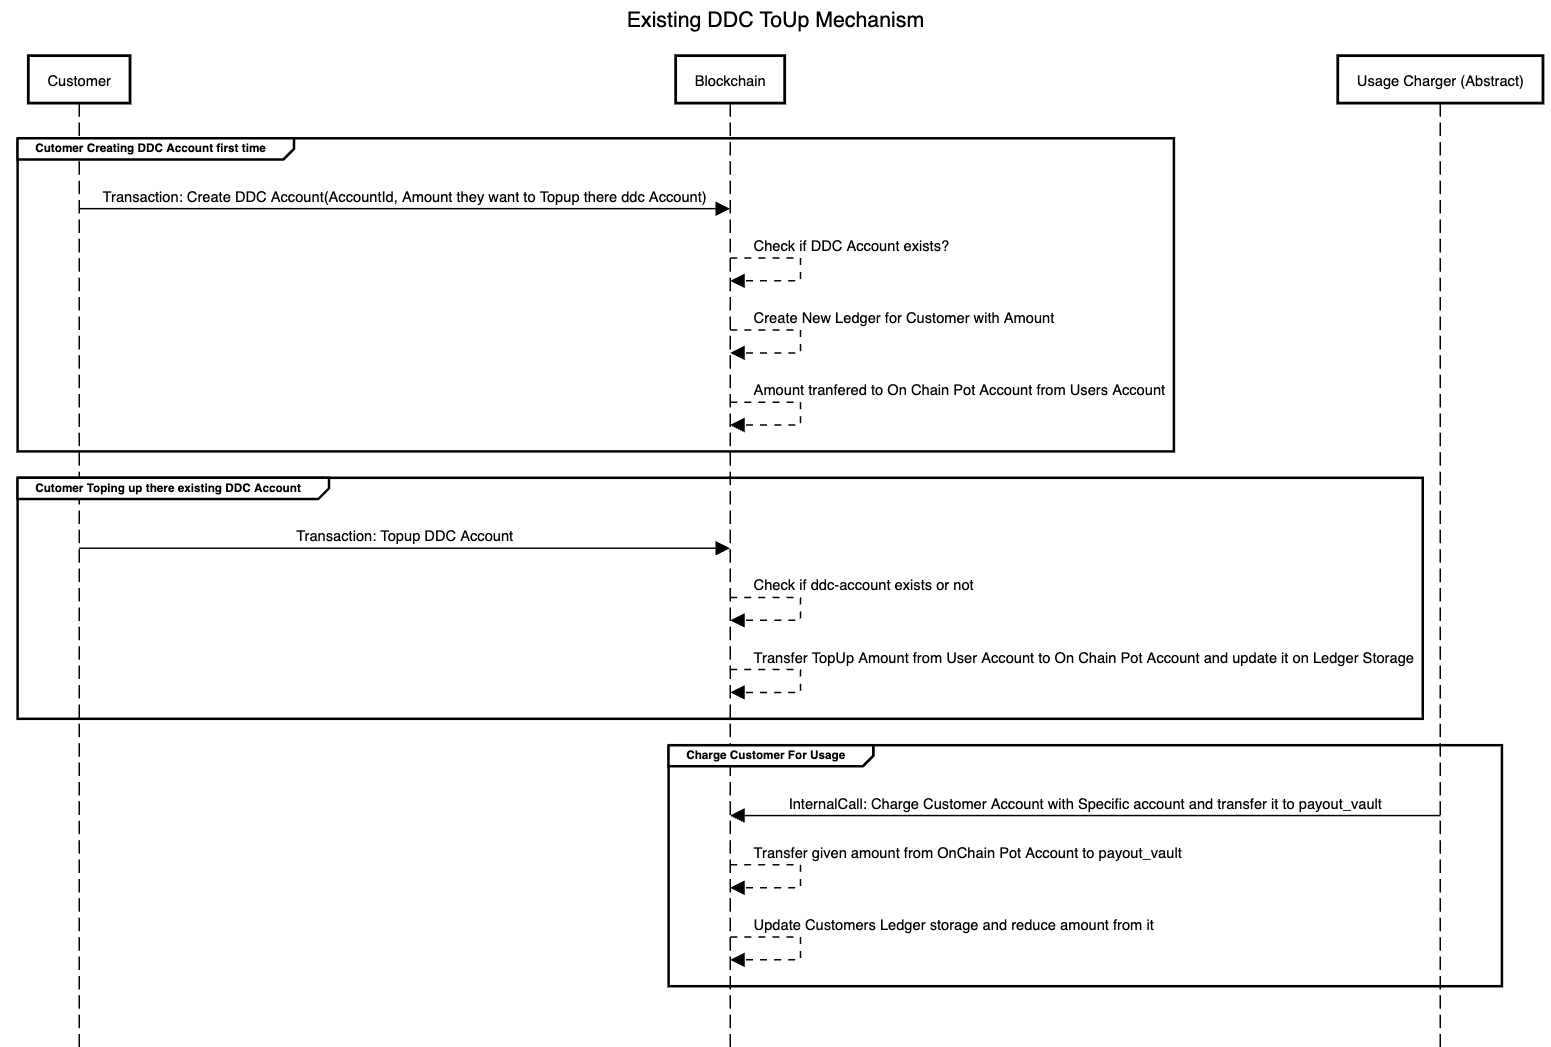 Existing DDC ToUp Mechanism
Customer
Blockchain
Usage Charger (Abstract)
Cutomer Creating DDC Account first time
Transaction: Create DDC Account(AccountId, Amount they want to Topup there ddc Account)
Check if DDC Account exists?
Create New Ledger for Customer with Amount
Amount tranfered to On Chain Pot Account from Users Account
Cutomer Toping up there existing DDC Account
Transaction: Topup DDC Account
Check if ddc-account exists or not
Transfer TopUp Amount from User Account to On Chain Pot Account and update it on Ledger Storage
Charge Customer For Usage
InternalCall: Charge Customer Account with Specific account and transfer it to payout_vault
Transfer given amount from OnChain Pot Account to payout_vault
Update Customers Ledger storage and reduce amount from it